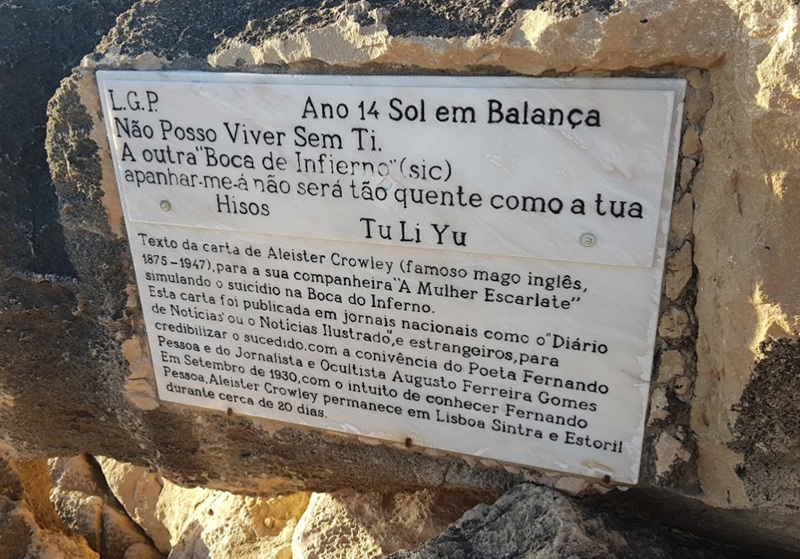 L.G.P. Ano 14 Sol em Balança
Não Posso Viver Sem Ti.
A outra "Boca de Infierno" (sic)
apanhar-me-á não será tão quente como a tua
Hisos
Tu Li Yu
Texto da carta de Aleister Crowley (famoso mago inglês,
1875-1947), para a sua companheira "A Mulher Escarlate"
simulando o suicídio na Boca do Inferno.
Esta carta foi publicada em jornais nacionais como o "Diário
de Notícias" ou o Notícias Ilustrado", e estrangeiros, para
credibilizar o sucedido, com a conivência do Poeta Fernando
Pessoa e do Jornalista e Ocultista Augusto Ferreira Gomes
Em Setembro de 1930, com o intuito de conhecer Fernando
Pessoa, Aleister Crowley permanece em Lisboa Sintra e Estoril
durante cerca de 20 dias.